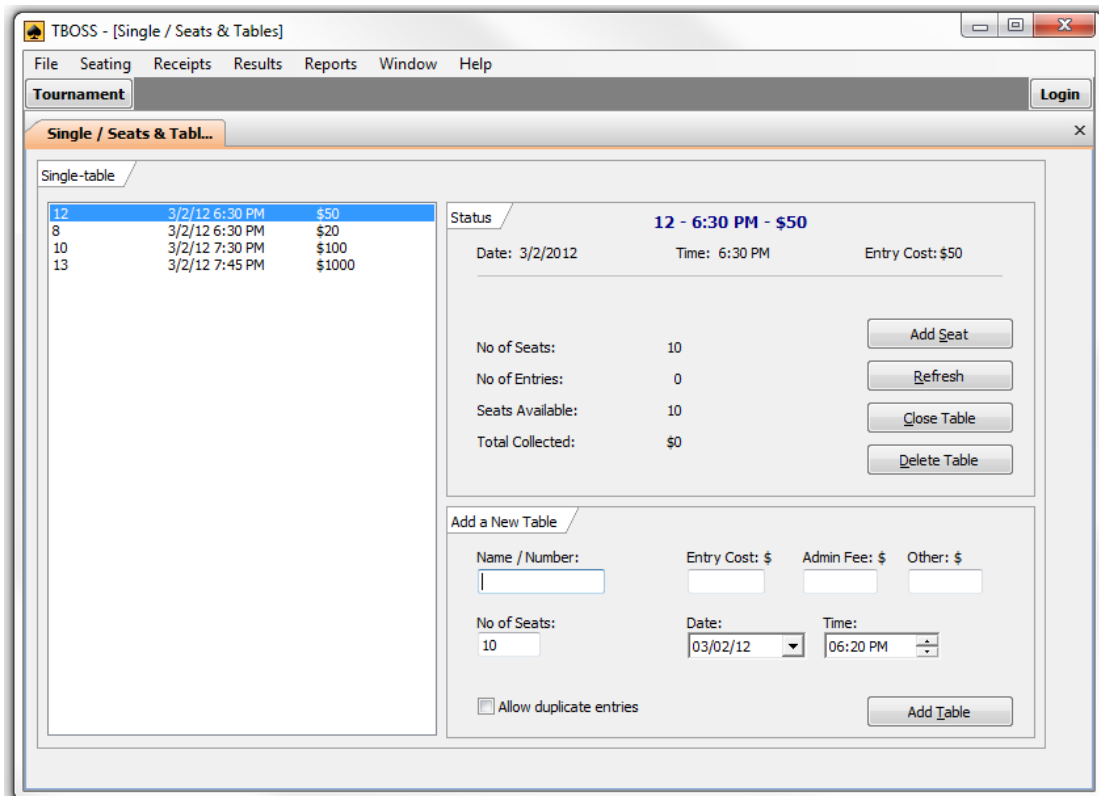 TBOSS - [Single / Seats & Tables]
File Seating Receipts Results Reports Window Help
Tournament Login
Single / Seats & Tabl...
Single-table
12 3/2/12 6:30 PM $50
8 3/2/12 6:30 PM $20
10 3/2/12 7:30 PM $100
13 3/2/12 7:45 PM $1000
Status
12 - 6:30 PM - $50
Date: 3/2/2012 Time: 6:30 PM Entry Cost: $50
No of Seats: 10
No of Entries: 0
Seats Available: 10
Total Collected: $0
Add Seat
Refresh
Close Table
Delete Table
Add a New Table
Name / Number: Entry Cost: $ Admin Fee: $ Other: $
No of Seats: Date: Time:
10 03/02/12 06:20 PM
Allow duplicate entries Add Table